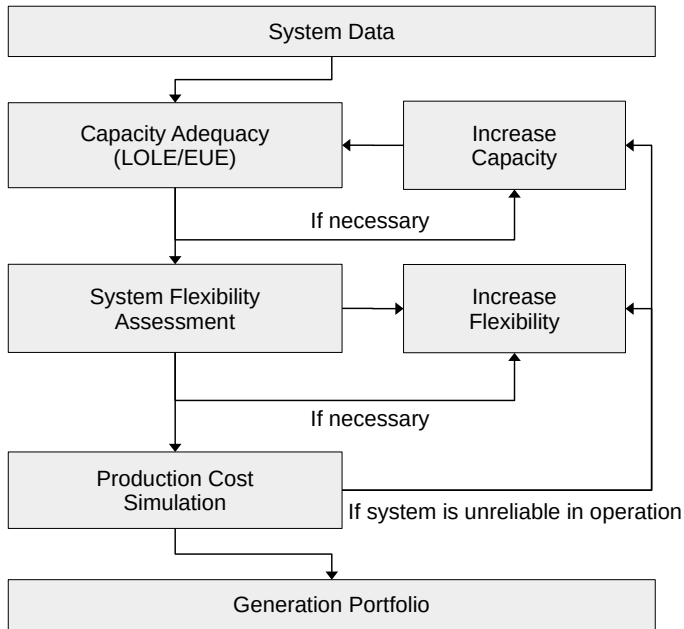 System Data
Capacity Adequacy
(LOLE/EUE)
Increase
Capacity
If necessary
System Flexibility
Assessment
Increase
Flexibility
If necessary
Production Cost
Simulation
If system is unreliable in operation
Generation Portfolio